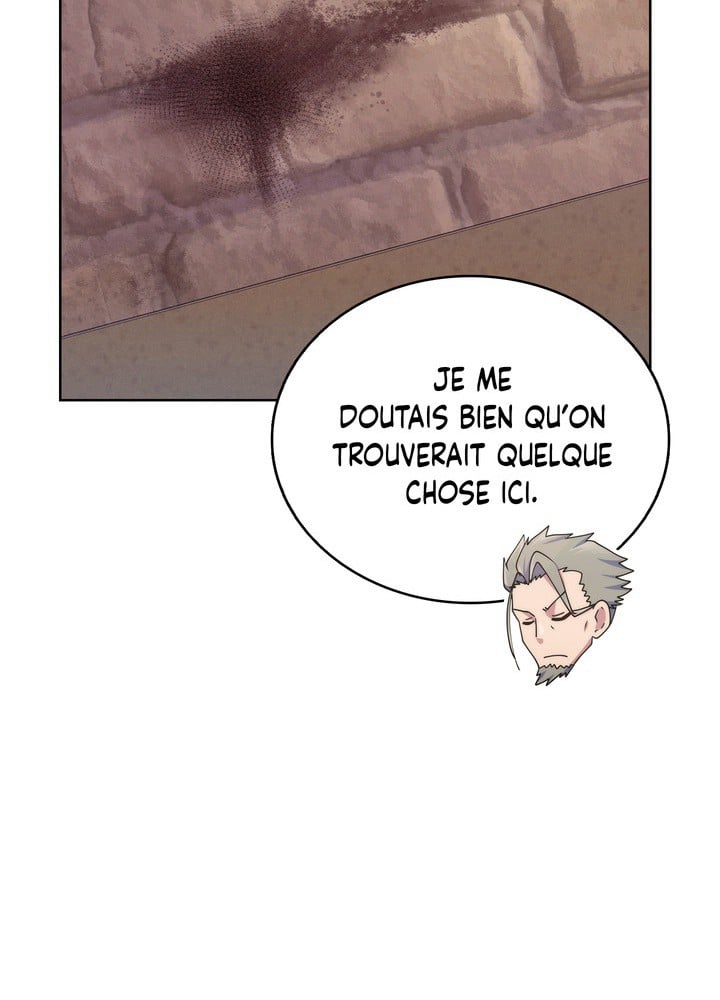 JE ME
DOUTAIS BIEN QU'ON
TROUVERAIT QUELQUE
CHOSE ICI.